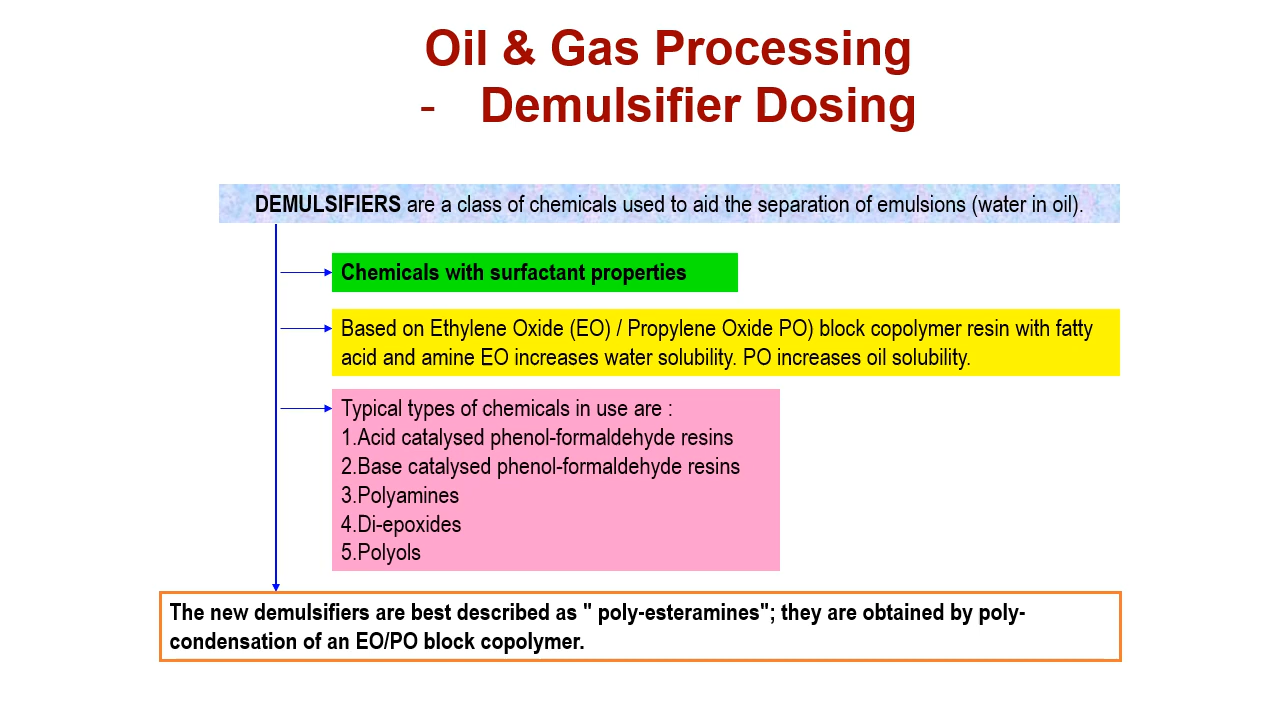 Oil & Gas Processing
- Demulsifier Dosing
DEMULSIFIERS are a class of chemicals used to aid the separation of emulsions (water in oil).
Chemicals with surfactant properties
Based on Ethylene Oxide (EO) / Propylene Oxide PO) block copolymer resin with fatty
acid and amine EO increases water solubility. PO increases oil solubility.
Typical types of chemicals in use are :
1.Acid catalysed phenol-formaldehyde resins
2.Base catalysed phenol-formaldehyde resins
3.Polyamines
4.Di-epoxides
5.Polyols
The new demulsifiers are best described as " poly-esteramines"; they are obtained by poly-
condensation of an EO/PO block copolymer.